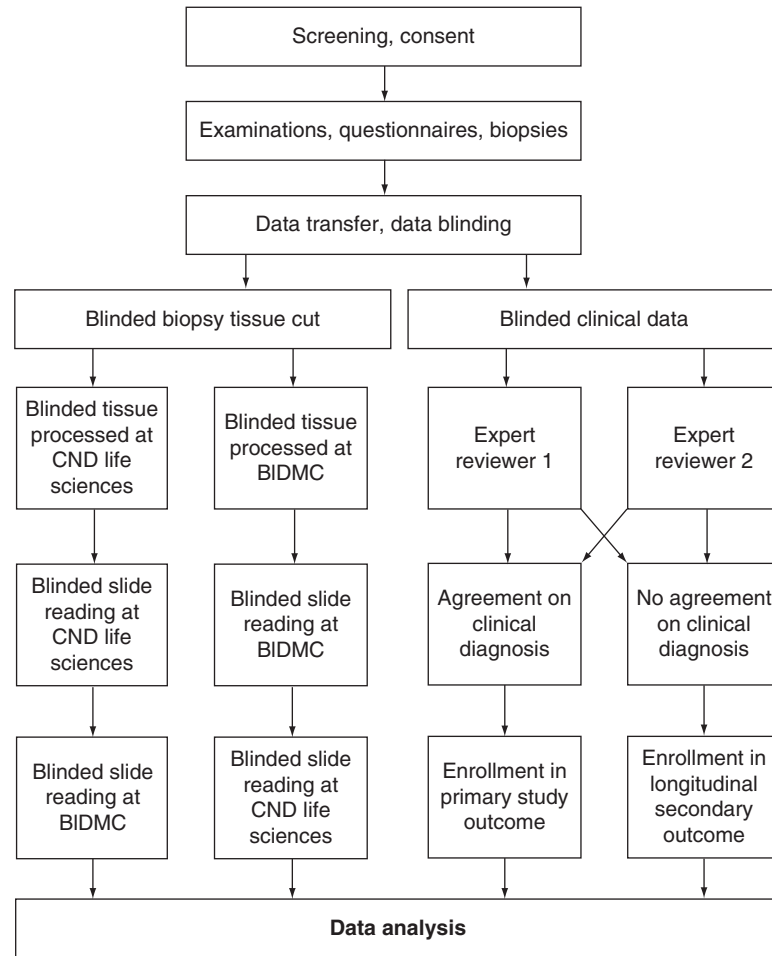 Screening, consent
Examinations, questionnaires, biopsies
Data transfer, data blinding
Blinded biopsy tissue cut
Blinded clinical data
Blinded tissue
processed at
CND life
sciences
Blinded tissue
processed at
BIDMC
Expert
reviewer 1
Expert
reviewer 2
Blinded slide
reading at
CND life
sciences
Blinded slide
reading at
BIDMC
Agreement on
clinical
diagnosis
No agreement
on clinical
diagnosis
Blinded slide
reading at
BIDMC
Blinded slide
reading at
CND life
sciences
Enrollment in
primary study
outcome
Enrollment in
longitudinal
secondary
outcome
Data analysis